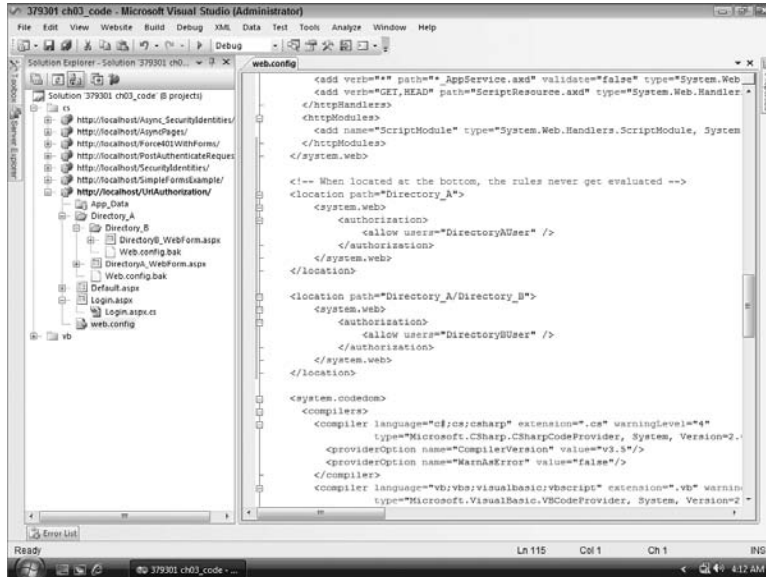 379301 ch03_code - Microsoft Visual Studio (Administrator)
File Edit View Website Build Debug XML Data Test Tools Analyze Window Help
Debug
Solution Explorer - Solution '379301 ch0...
web.config
Toolbox
Server Explorer
Solution '379301 ch03_code' (8 projects)
cs
http://localhost/Async_SecurityIdentities/
http://localhost/AsyncPages/
http://localhost/Force401WithForms/
http://localhost/PostAuthenticateReques
http://localhost/SecurityIdentities/
http://localhost/SimpleFormsExample/
http://localhost/UrlAuthorization/
App_Data
Directory_A
Directory_B
DirectoryB_WebForm.aspx
Web.config.bak
DirectoryA_WebForm.aspx
Web.config.bak
Default.aspx
Login.aspx
Login.aspx.cs
web.config
vb
<add verb="*" path="*_AppService.axd" validate="false" type="System.Web
<add verb="GET,HEAD" path="ScriptResource.axd" type="System.Web.Handler
</httpHandlers>
<httpModules>
<add name="ScriptModule" type="System.Web.Handlers.ScriptModule, System
</httpModules>
</system.web>
<!-- When located at the bottom, the rules never get evaluated -->
<location path="Directory_A">
<system.web>
<authorization>
<allow users="DirectoryAUser" />
</authorization>
</system.web>
</location>
<location path="Directory_A/Directory_B">
<system.web>
<authorization>
<allow users="DirectoryBUser" />
</authorization>
</system.web>
</location>
<system.codedom>
<compilers>
<compiler language="c#;cs;csharp" extension=".cs" warningLevel="4"
type="Microsoft.CSharp.CSharpCodeProvider, System, Version=2.
<providerOption name="CompilerVersion" value="v3.5"/>
<providerOption name="WarnAsError" value="false"/>
</compiler>
<compiler language="vb;vbs;visualbasic;vbscript" extension=".vb" warnin
type="Microsoft.VisualBasic.VBCodeProvider, System, Version=2
Error List
Ready Ln 115 Col 1 Ch 1 INS
379301 ch03_code - ... 4:12 AM